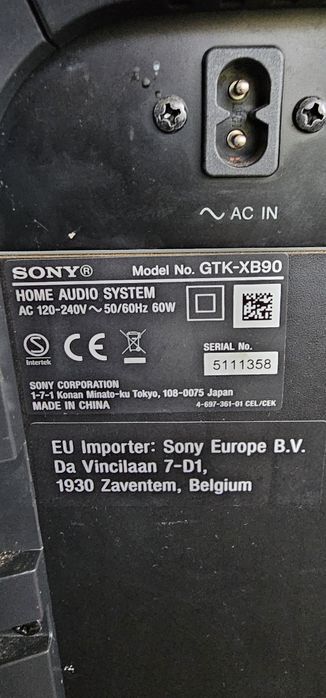 ∼ AC IN
SONY® Model No. GTK-XB90
HOME AUDIO SYSTEM
AC 120-240V ∼ 50/60Hz 60W
S
Intertek
CE
SERIAL No.
5111358
SONY CORPORATION
1-7-1 Konan Minato-ku Tokyo, 108-0075 Japan
MADE IN CHINA 4-697-361-01 CEL/CEK
EU Importer: Sony Europe B.V.
Da Vincilaan 7-D1,
1930 Zaventem, Belgium